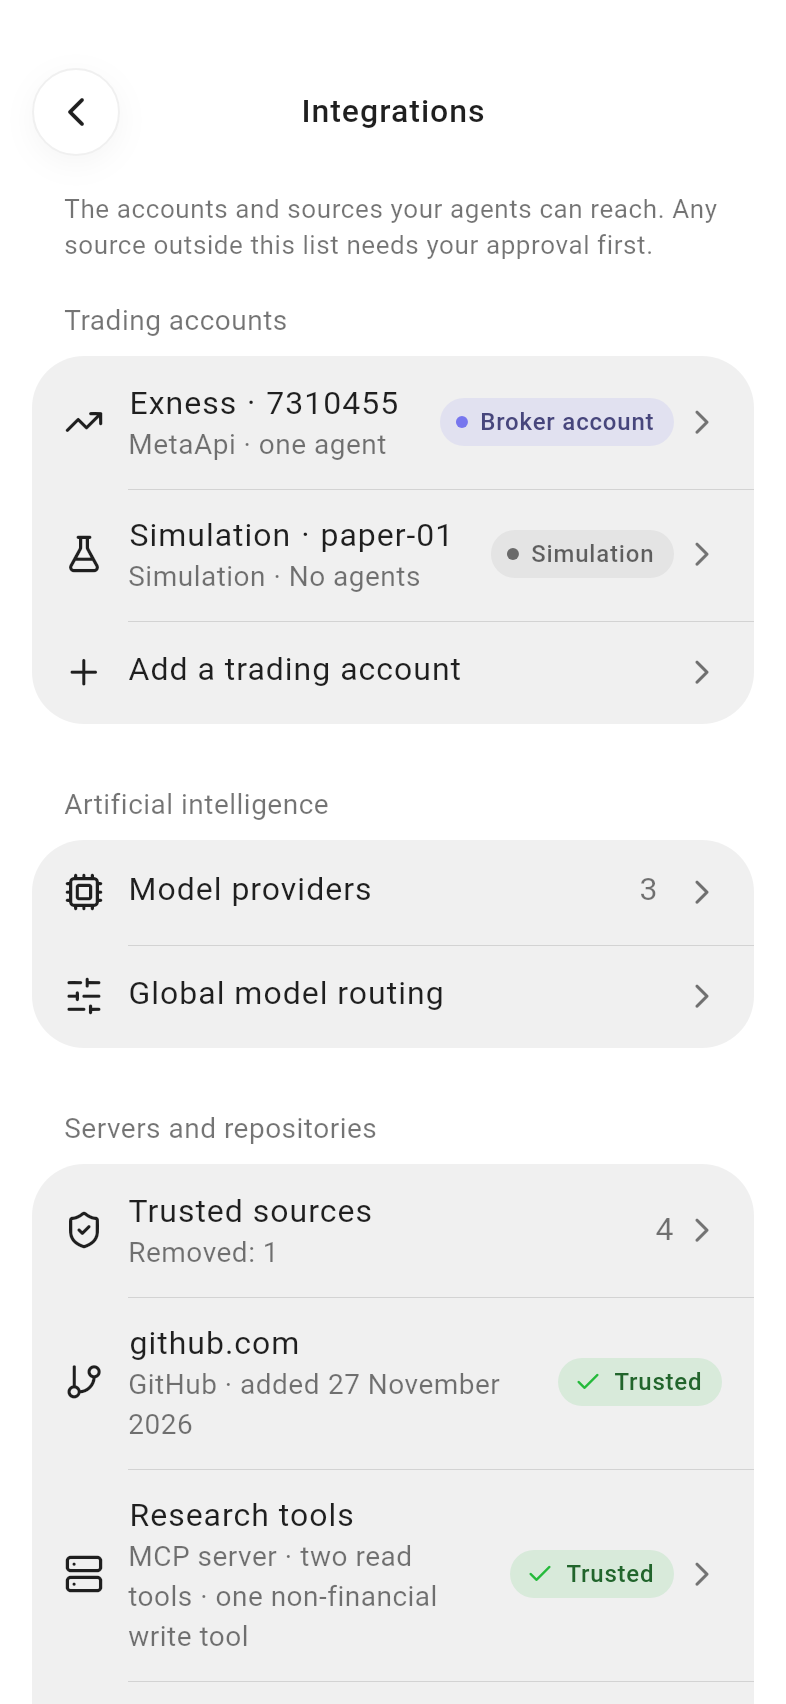 Integrations
The accounts and sources your agents can reach. Any
source outside this list needs your approval first.
Trading accounts
Exness · 7310455
MetaApi · one agent
Broker account
Simulation · paper-01
Simulation · No agents
Simulation
Add a trading account
Artificial intelligence
Model providers
3
Global model routing
Servers and repositories
Trusted sources
Removed: 1
4
github.com
GitHub · added 27 November
2026
Trusted
Research tools
MCP server · two read
tools · one non-financial
write tool
Trusted